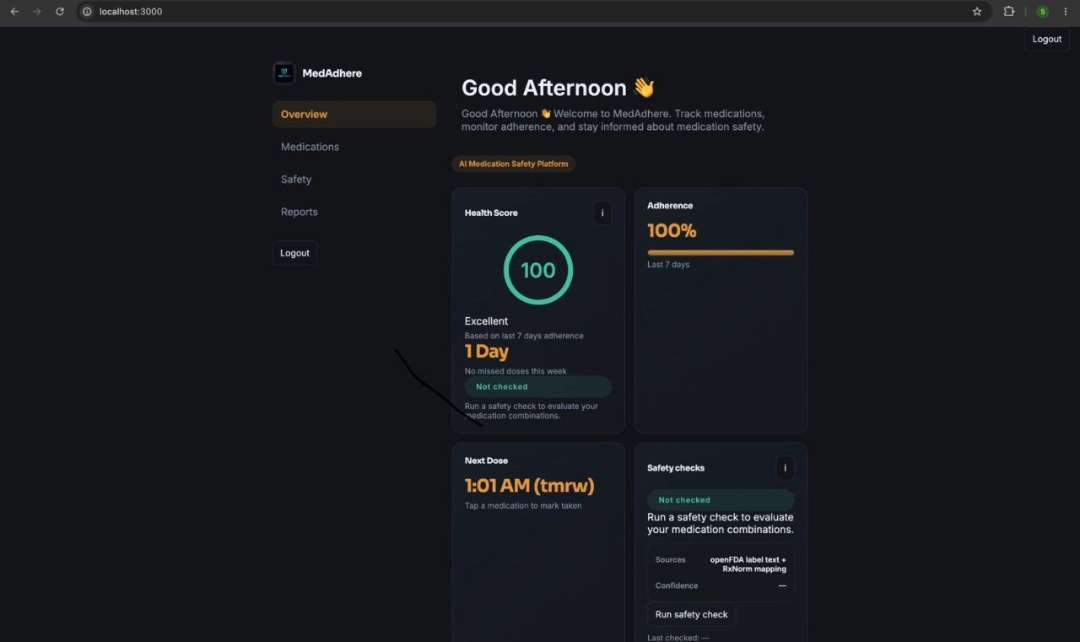 localhost:3000
S
Logout
MedAdhere
Overview
Medications
Safety
Reports
Logout
Good Afternoon 👋
Good Afternoon 👋 Welcome to MedAdhere. Track medications,
monitor adherence, and stay informed about medication safety.
AI Medication Safety Platform
Health Score
i
100
Excellent
Based on last 7 days adherence
1 Day
No missed doses this week
Not checked
Run a safety check to evaluate your
medication combinations.
Adherence
100%
Last 7 days
Next Dose
1:01 AM (tmrw)
Tap a medication to mark taken
Safety checks
i
Not checked
Run a safety check to evaluate
your medication combinations.
Sources openFDA label text +
RxNorm mapping
Confidence —
Run safety check
Last checked: —